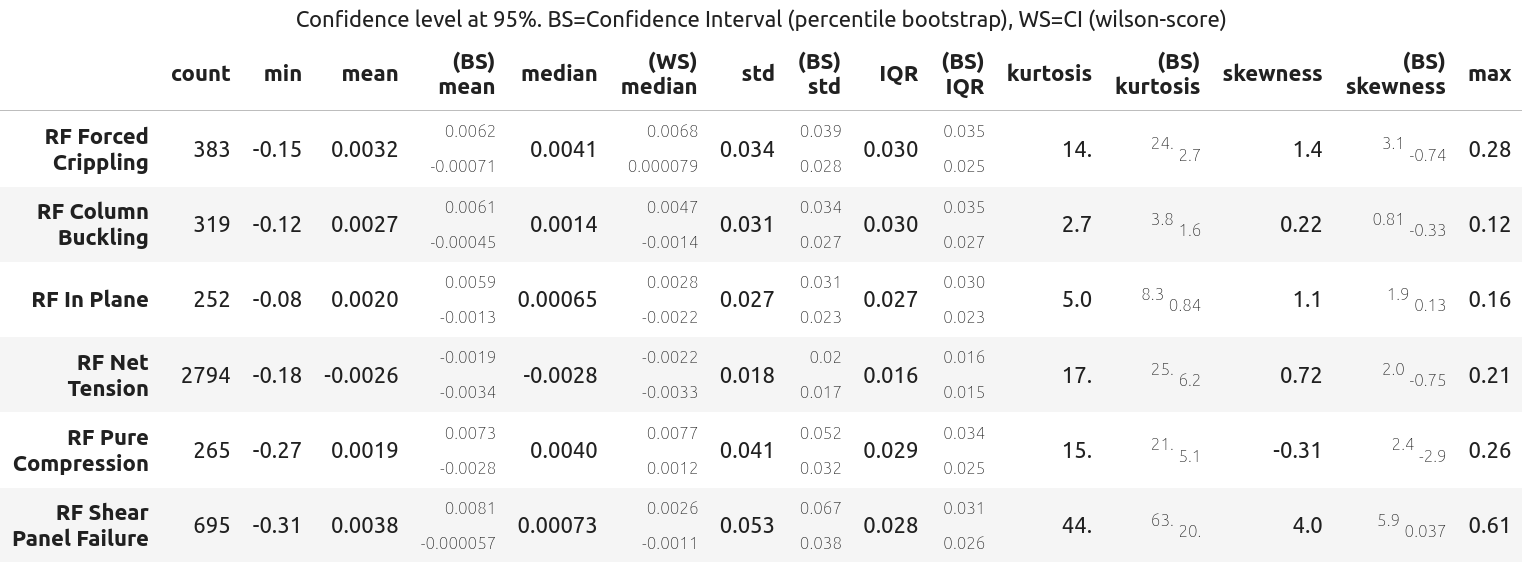 Confidence level at 95%. BS=Confidence Interval (percentile bootstrap), WS=CI (wilson-score)
count min mean (BS) mean median (WS) median std (BS) std IQR (BS) IQR kurtosis (BS) kurtosis skewness (BS) skewness max
RF Forced Crippling 383 -0.15 0.0032 0.0062 -0.00071 0.0041 0.0068 0.000079 0.034 0.039 0.028 0.030 0.035 0.025 14. 24. 2.7 1.4 3.1 -0.74 0.28
RF Column Buckling 319 -0.12 0.0027 0.0061 -0.00045 0.0014 0.0047 -0.0014 0.031 0.034 0.027 0.030 0.035 0.027 2.7 3.8 1.6 0.22 0.81 -0.33 0.12
RF In Plane 252 -0.08 0.0020 0.0059 -0.0013 0.00065 0.0028 -0.0022 0.027 0.031 0.023 0.027 0.030 0.023 5.0 8.3 0.84 1.1 1.9 0.13 0.16
RF Net Tension 2794 -0.18 -0.0026 -0.0019 -0.0034 -0.0028 -0.0022 -0.0033 0.018 0.02 0.017 0.016 0.016 0.015 17. 25. 6.2 0.72 2.0 -0.75 0.21
RF Pure Compression 265 -0.27 0.0019 0.0073 -0.0028 0.0040 0.0077 0.0012 0.041 0.052 0.032 0.029 0.034 0.025 15. 21. 5.1 -0.31 2.4 -2.9 0.26
RF Shear Panel Failure 695 -0.31 0.0038 0.0081 -0.000057 0.00073 0.0026 -0.0011 0.053 0.067 0.038 0.028 0.031 0.026 44. 63. 20. 4.0 5.9 0.037 0.61